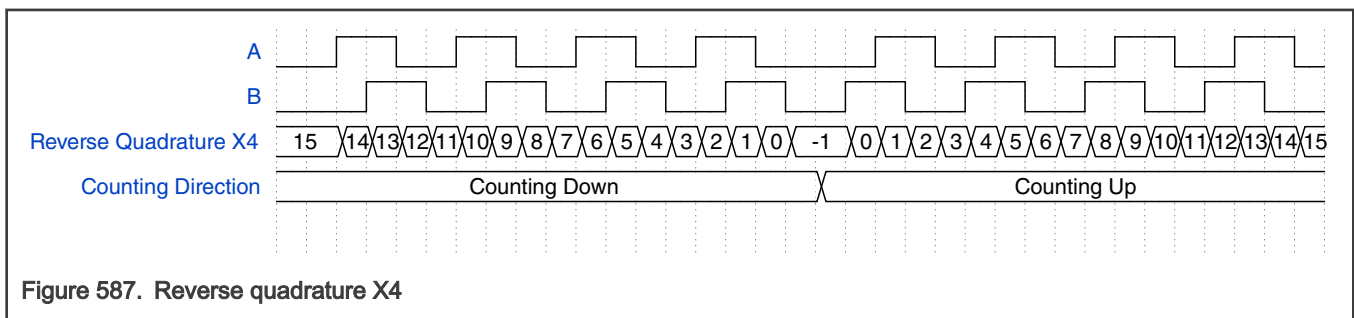 A
B
Reverse Quadrature X4 15 14 13 12 11 10 9 8 7 6 5 4 3 2 1 0 -1 0 1 2 3 4 5 6 7 8 9 10 11 12 13 14 15
Counting Direction Counting Down Counting Up
Figure 587. Reverse quadrature X4